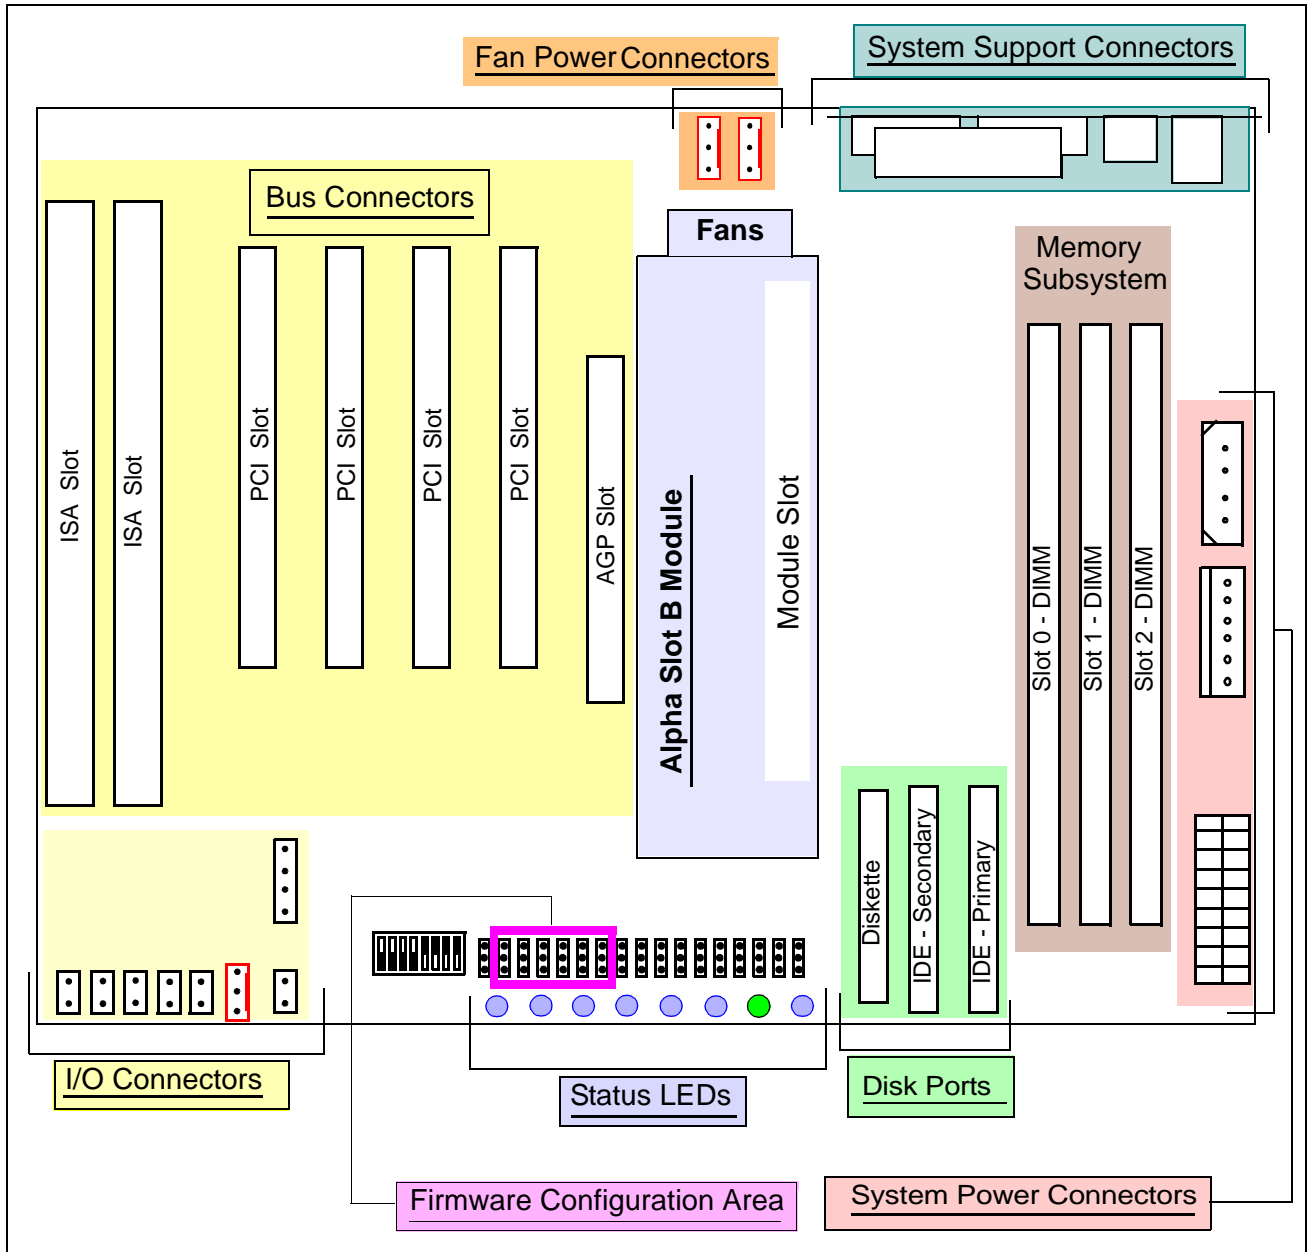 Fan Power Connectors
System Support Connectors
Bus Connectors
Fans
Memory
Subsystem
ISA Slot
ISA Slot
PCI Slot
PCI Slot
PCI Slot
PCI Slot
AGP Slot
Alpha Slot B Module
Module Slot
Slot 0 - DIMM
Slot 1 - DIMM
Slot 2 - DIMM
Diskette
IDE - Secondary
IDE - Primary
I/O Connectors
Status LEDs
Disk Ports
Firmware Configuration Area
System Power Connectors